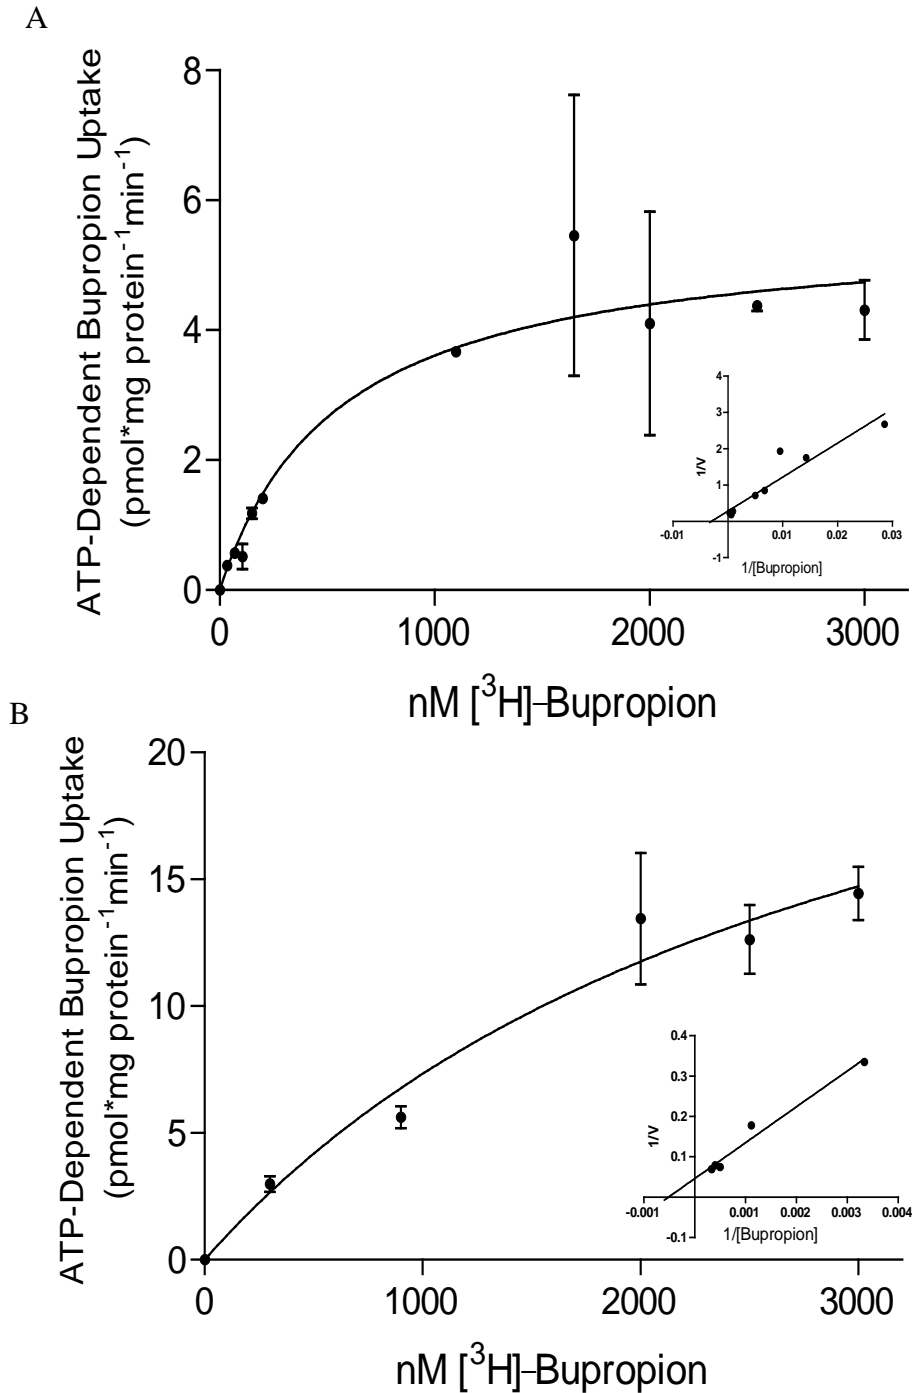 A
ATP-Dependent Bupropion Uptake
(pmol*mg protein⁻¹min⁻¹)
8
6
4
2
0
0 1000 2000 3000
nM [³H]–Bupropion
4
3
2
1
-1
1/V
-0.01 0.01 0.02 0.03
1/[Bupropion]
B
ATP-Dependent Bupropion Uptake
(pmol*mg protein⁻¹min⁻¹)
20
15
10
5
0
0 1000 2000 3000
nM [³H]–Bupropion
0.4
0.3
0.2
0.1
-0.1
1/V
-0.001 0.001 0.002 0.003 0.004
1/[Bupropion]